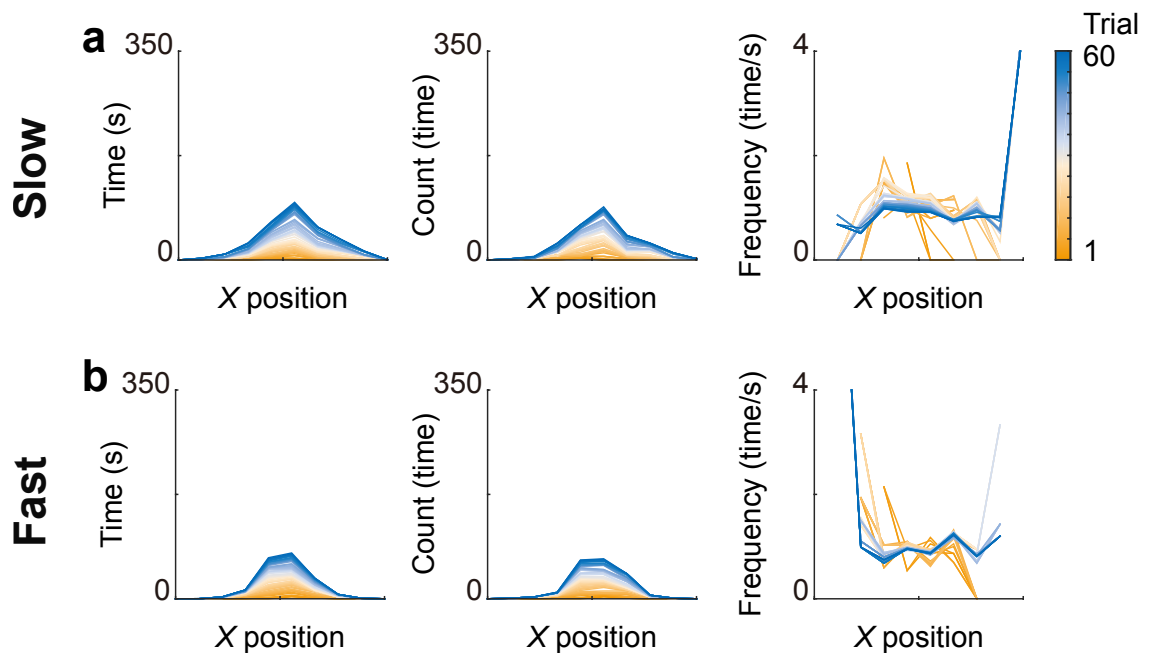 a
Slow
350
Time (s)
0
X position
350
Count (time)
0
X position
4
Frequency (time/s)
0
X position
Trial
60
1
b
Fast
350
Time (s)
0
X position
350
Count (time)
0
X position
4
Frequency (time/s)
0
X position